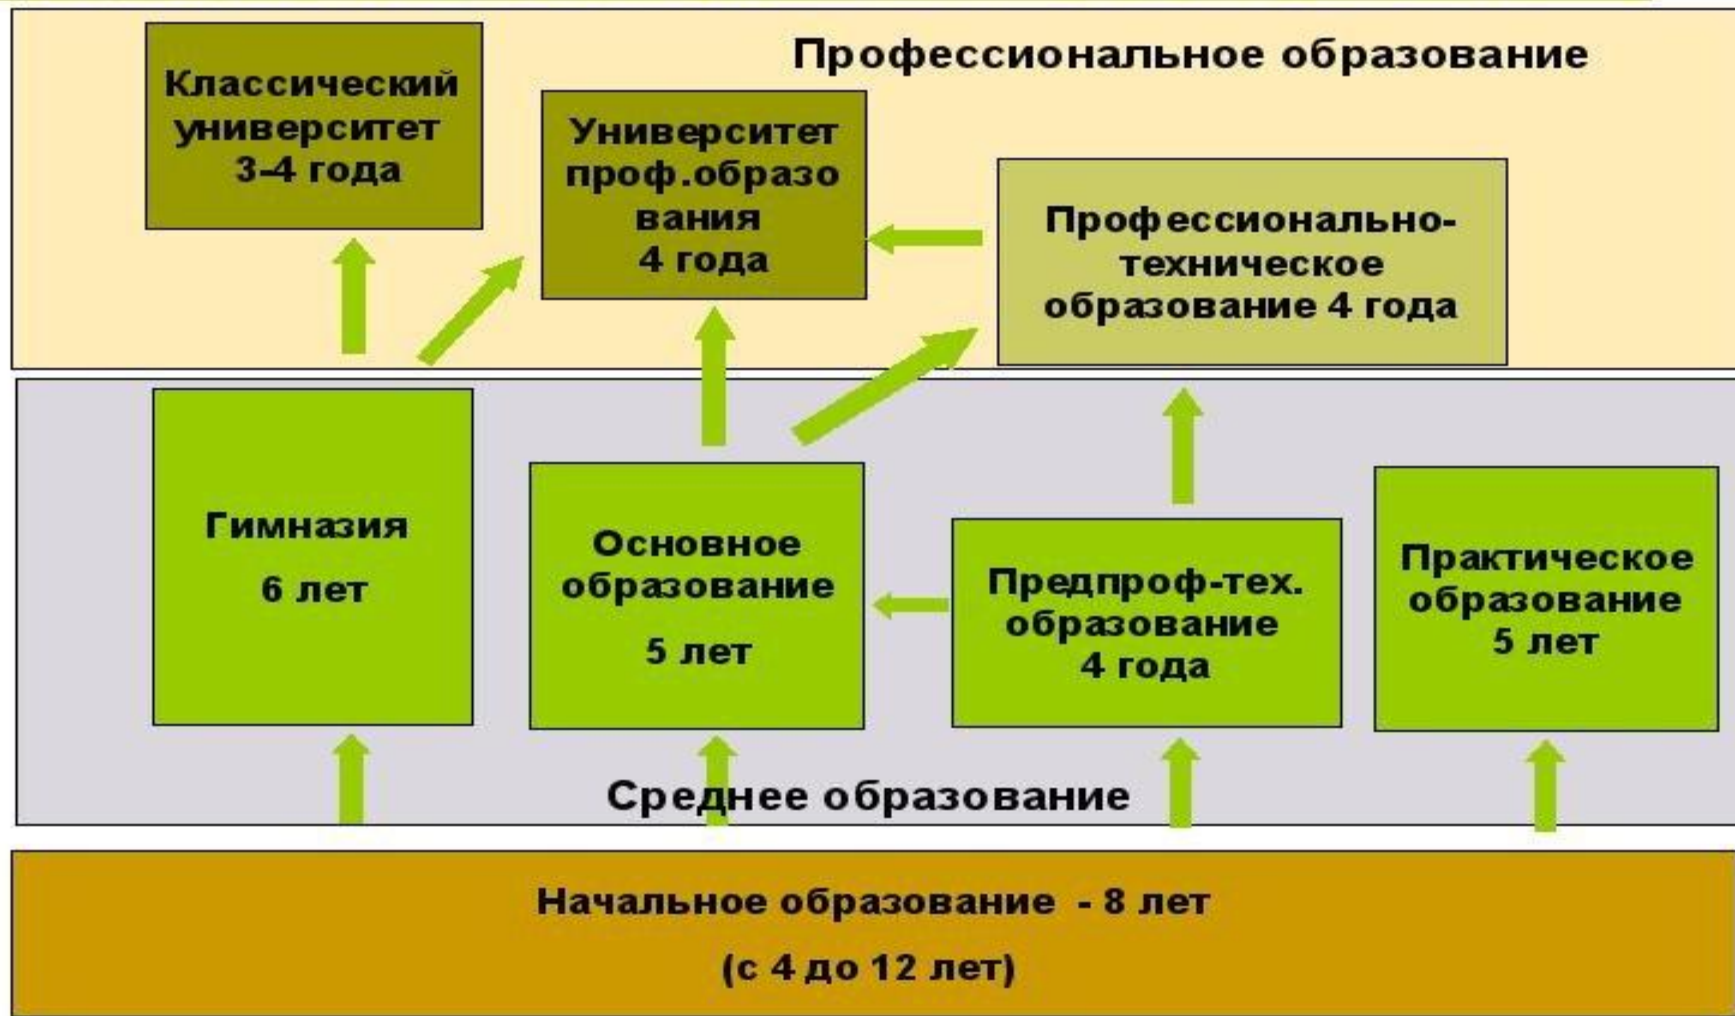 Профессиональное образование
Классический
университет
3-4 года
Университет
проф.образо
вания
4 года
Профессионально-
техническое
образование 4 года
Гимназия
6 лет
Основное
образование
5 лет
Предпроф-тех.
образование
4 года
Практическое
образование
5 лет
Среднее образование
Начальное образование - 8 лет
(с 4 до 12 лет)